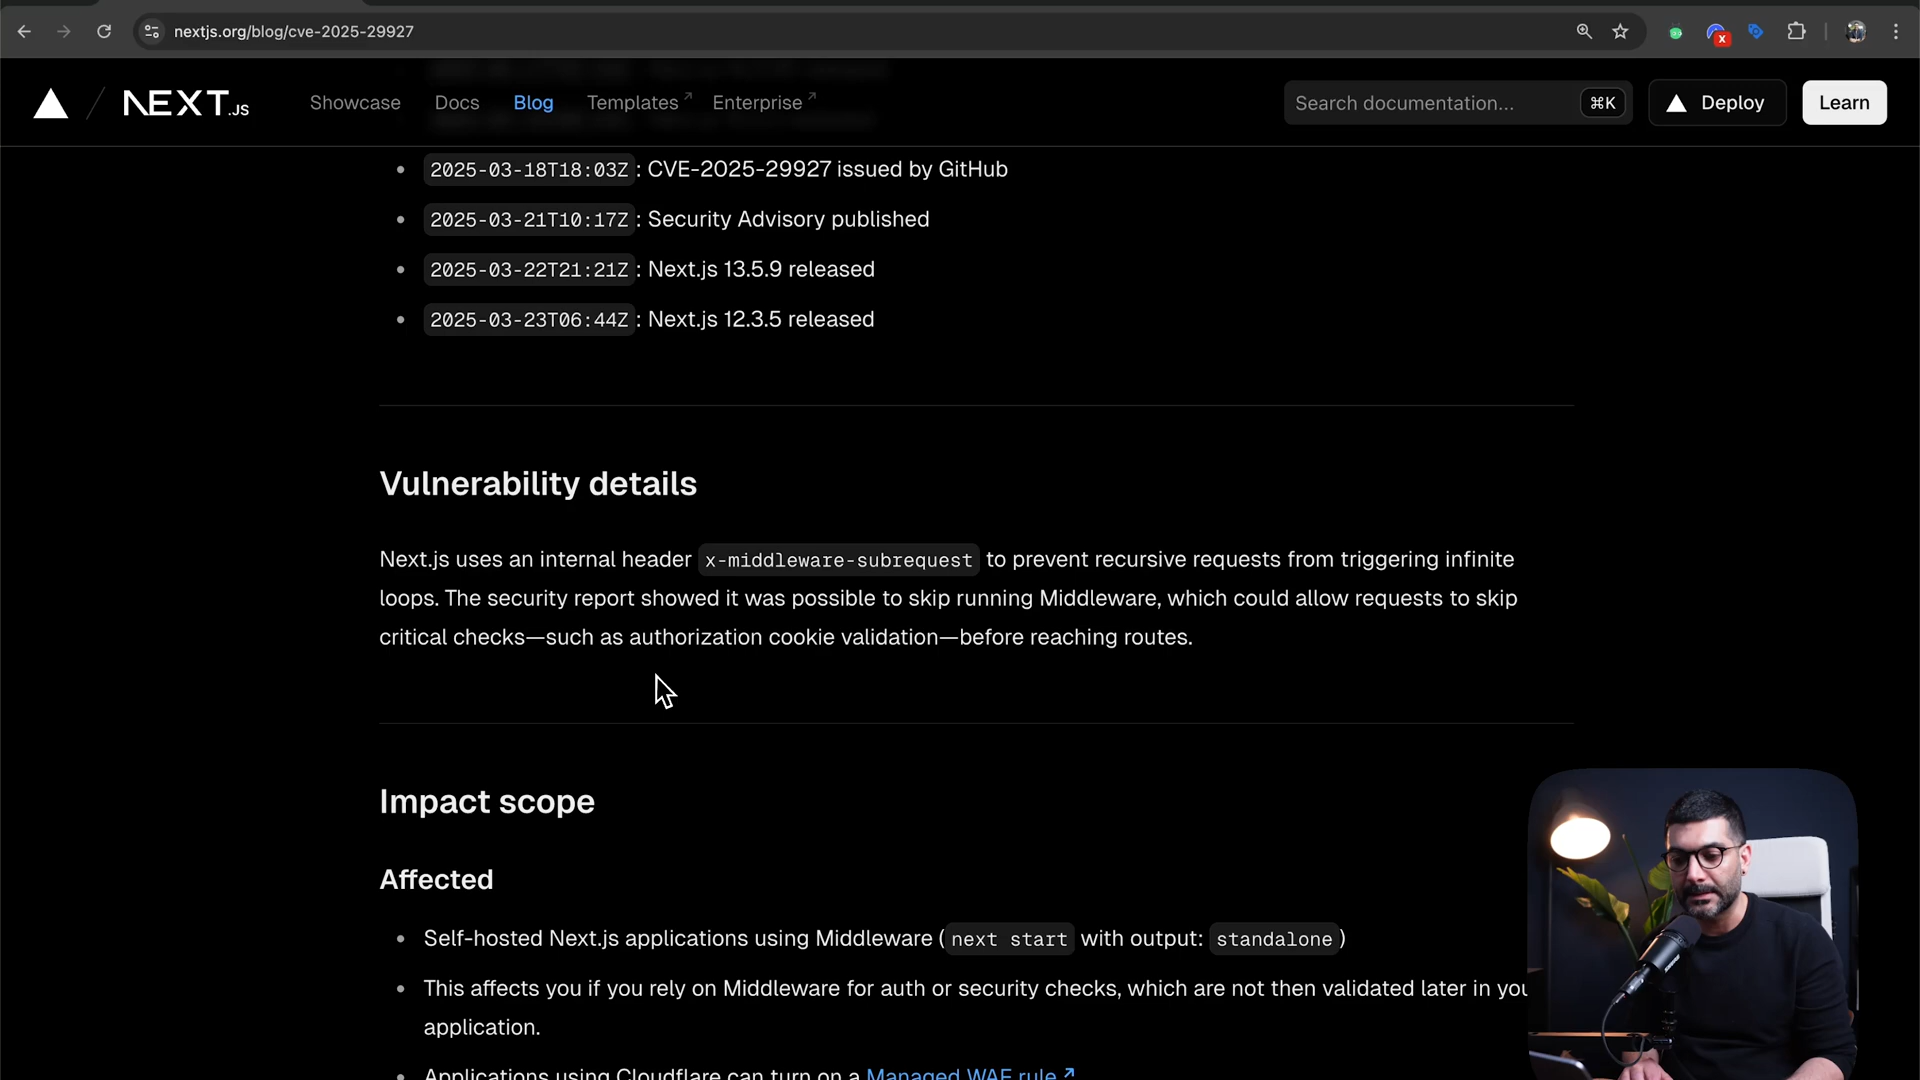 nextjs.org/blog/cve-2025-29927
NEXT.JS
Showcase
Docs
Blog
Templates
Enterprise
Search documentation...
⌘K
Deploy
Learn
2025-03-18T18:03Z : CVE-2025-29927 issued by GitHub
2025-03-21T10:17Z : Security Advisory published
2025-03-22T21:21Z : Next.js 13.5.9 released
2025-03-23T06:44Z : Next.js 12.3.5 released
Vulnerability details
Next.js uses an internal header x-middleware-subrequest to prevent recursive requests from triggering infinite
loops. The security report showed it was possible to skip running Middleware, which could allow requests to skip
critical checks—such as authorization cookie validation—before reaching routes.
Impact scope
Affected
Self-hosted Next.js applications using Middleware ( next start with output: standalone )
This affects you if you rely on Middleware for auth or security checks, which are not then validated later in you
application.
Applications using Cloudflare can turn on a Managed WAF rule